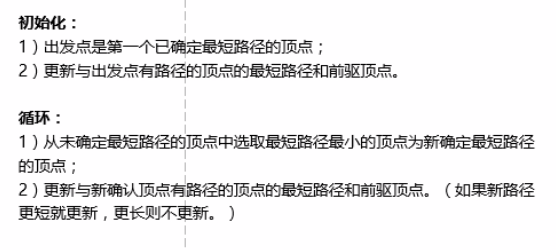 初始化：
1）出发点是第一个已确定最短路径的顶点；
2）更新与出发点有路径的顶点的最短路径和前驱顶点。
循环：
1）从未确定最短路径的顶点中选取最短路径最小的顶点为新确定最短路径
的顶点；
2）更新与新确认顶点有路径的顶点的最短路径和前驱顶点。（如果新路径
更短就更新，更长则不更新。）